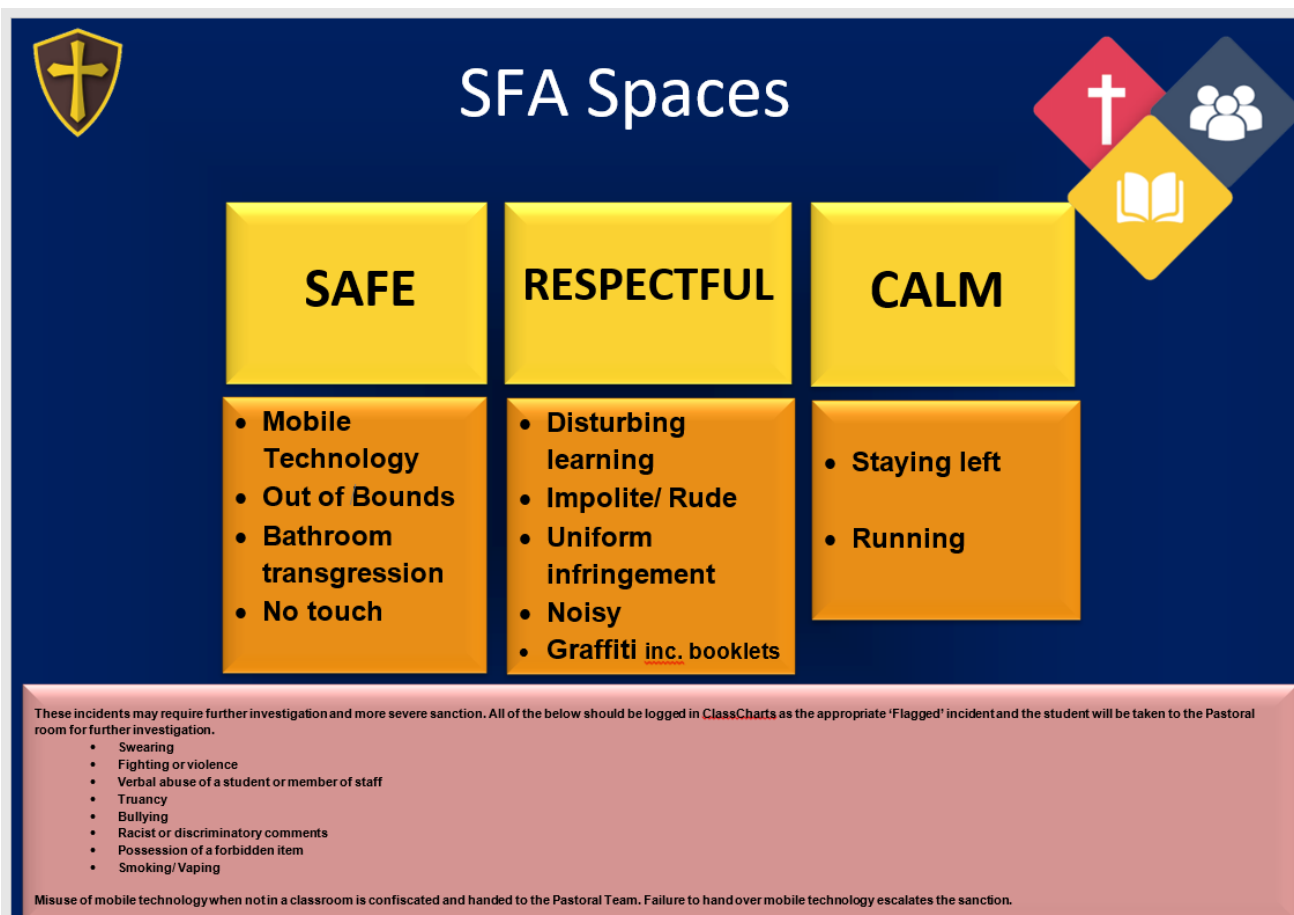 SFA Spaces
SAFE
RESPECTFUL
CALM
• Mobile
Technology
• Out of Bounds
• Bathroom
transgression
• No touch
• Disturbing
learning
• Impolite/ Rude
• Uniform
infringement
• Noisy
• Graffiti inc. booklets
• Staying left
• Running
These incidents may require further investigation and more severe sanction. All of the below should be logged in ClassCharts as the appropriate ‘Flagged’ incident and the student will be taken to the Pastoral
room for further investigation.
• Swearing
• Fighting or violence
• Verbal abuse of a student or member of staff
• Truancy
• Bullying
• Racist or discriminatory comments
• Possession of a forbidden item
• Smoking/ Vaping
Misuse of mobile technology when not in a classroom is confiscated and handed to the Pastoral Team. Failure to hand over mobile technology escalates the sanction.